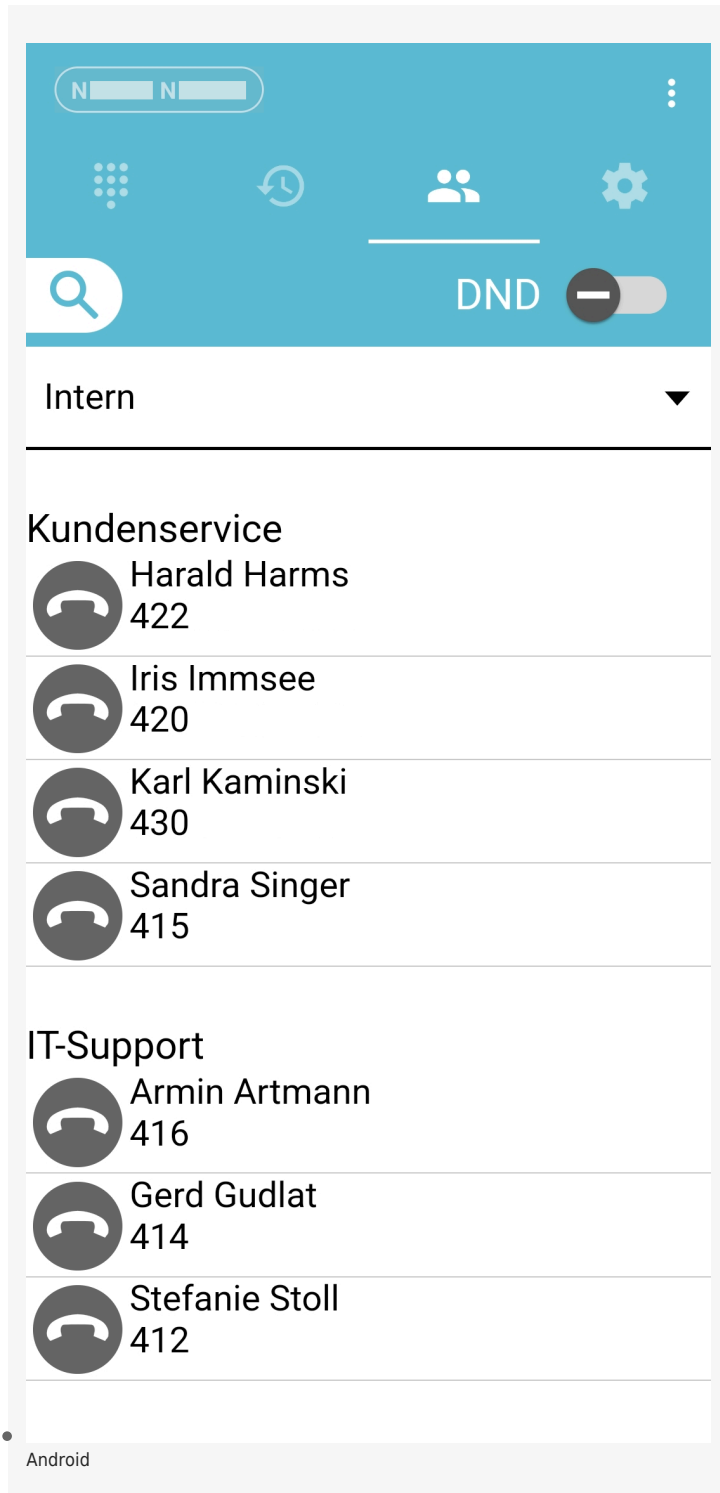 N N
DND
Intern
Kundenservice
Harald Harms
422
Iris Immsee
420
Karl Kaminski
430
Sandra Singer
415
IT-Support
Armin Artmann
416
Gerd Gudlat
414
Stefanie Stoll
412
Android